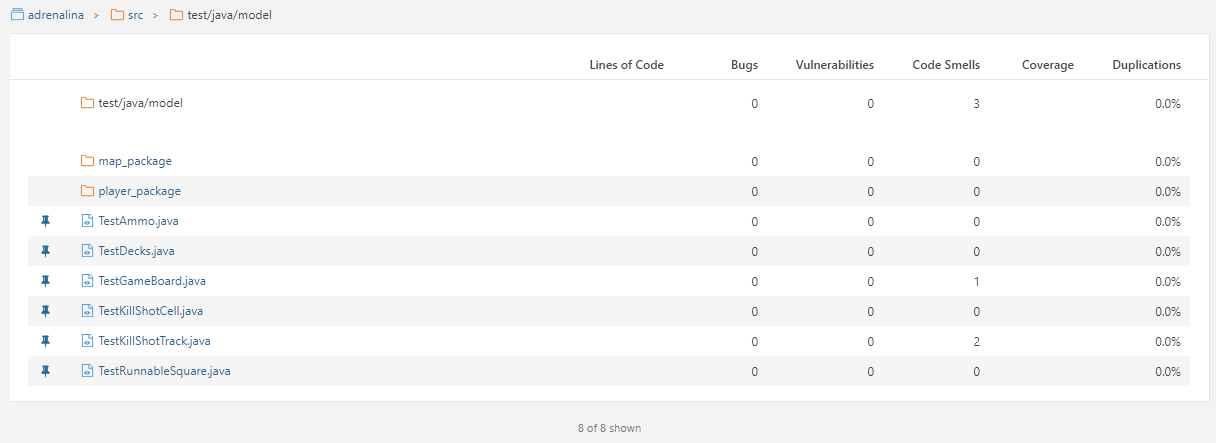 adrenalina > src > test/java/model
Lines of Code Bugs Vulnerabilities Code Smells Coverage Duplications
test/java/model 0 0 3 0.0%
map_package 0 0 0 0.0%
player_package 0 0 0 0.0%
TestAmmo.java 0 0 0 0.0%
TestDecks.java 0 0 0 0.0%
TestGameBoard.java 0 0 1 0.0%
TestKillShotCell.java 0 0 0 0.0%
TestKillShotTrack.java 0 0 2 0.0%
TestRunnableSquare.java 0 0 0 0.0%
8 of 8 shown